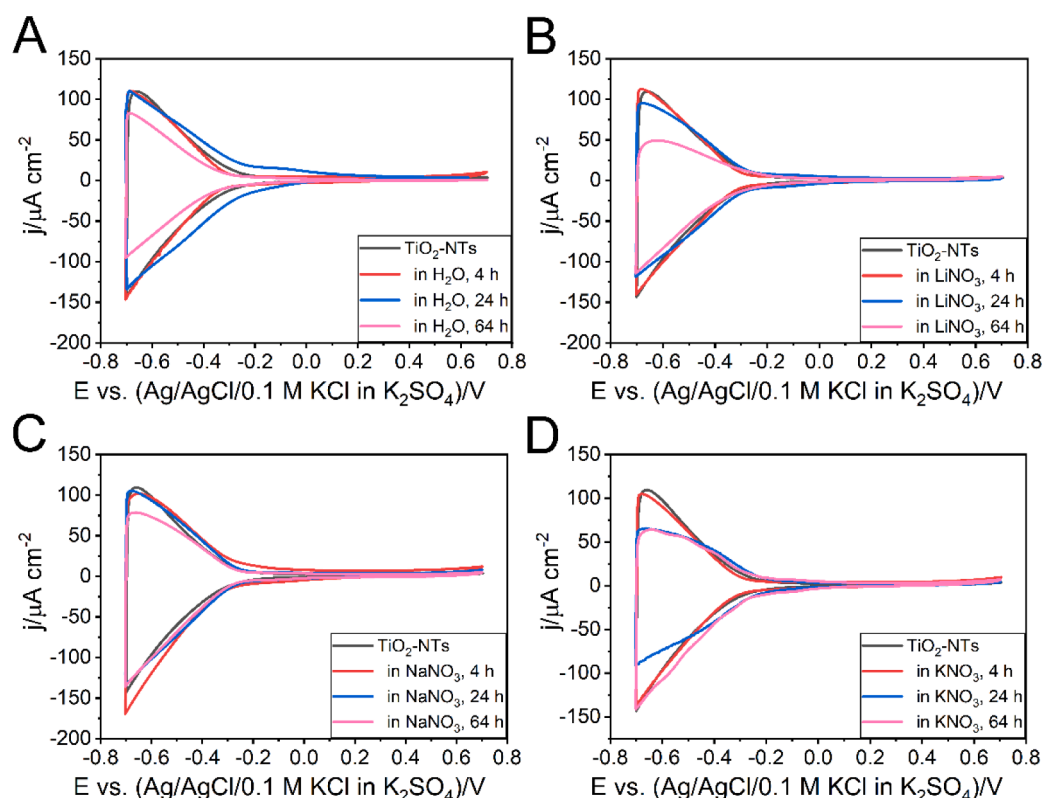 A
150
100
50
0
-50
-100
-150
-200
j/µA cm⁻²
TiO₂-NTs
in H₂O, 4 h
in H₂O, 24 h
in H₂O, 64 h
-0.8 -0.6 -0.4 -0.2 0.0 0.2 0.4 0.6 0.8
E vs. (Ag/AgCl/0.1 M KCl in K₂SO₄)/V
B
150
100
50
0
-50
-100
-150
-200
j/µA cm⁻²
TiO₂-NTs
in LiNO₃, 4 h
in LiNO₃, 24 h
in LiNO₃, 64 h
-0.8 -0.6 -0.4 -0.2 0.0 0.2 0.4 0.6 0.8
E vs. (Ag/AgCl/0.1 M KCl in K₂SO₄)/V
C
150
100
50
0
-50
-100
-150
-200
j/µA cm⁻²
TiO₂-NTs
in NaNO₃, 4 h
in NaNO₃, 24 h
in NaNO₃, 64 h
-0.8 -0.6 -0.4 -0.2 0.0 0.2 0.4 0.6 0.8
E vs. (Ag/AgCl/0.1 M KCl in K₂SO₄)/V
D
150
100
50
0
-50
-100
-150
j/µA cm⁻²
TiO₂-NTs
in KNO₃, 4 h
in KNO₃, 24 h
in KNO₃, 64 h
-0.8 -0.6 -0.4 -0.2 0.0 0.2 0.4 0.6 0.8
E vs. (Ag/AgCl/0.1 M KCl in K₂SO₄)/V